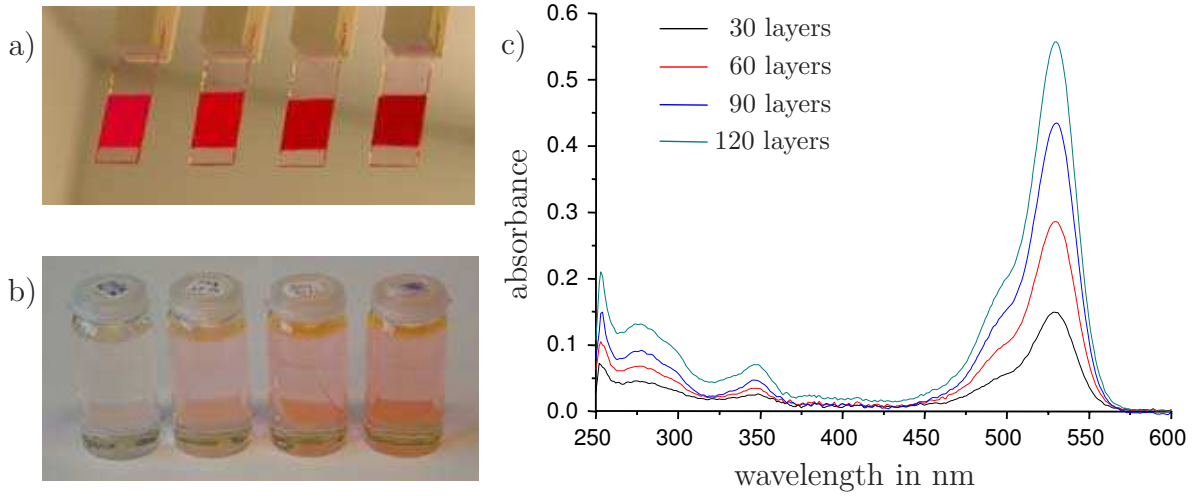 a)
b)
c)
30 layers
60 layers
90 layers
120 layers
absorbance
0.6
0.5
0.4
0.3
0.2
0.1
0.0
250 300 350 400 450 500 550 600
wavelength in nm